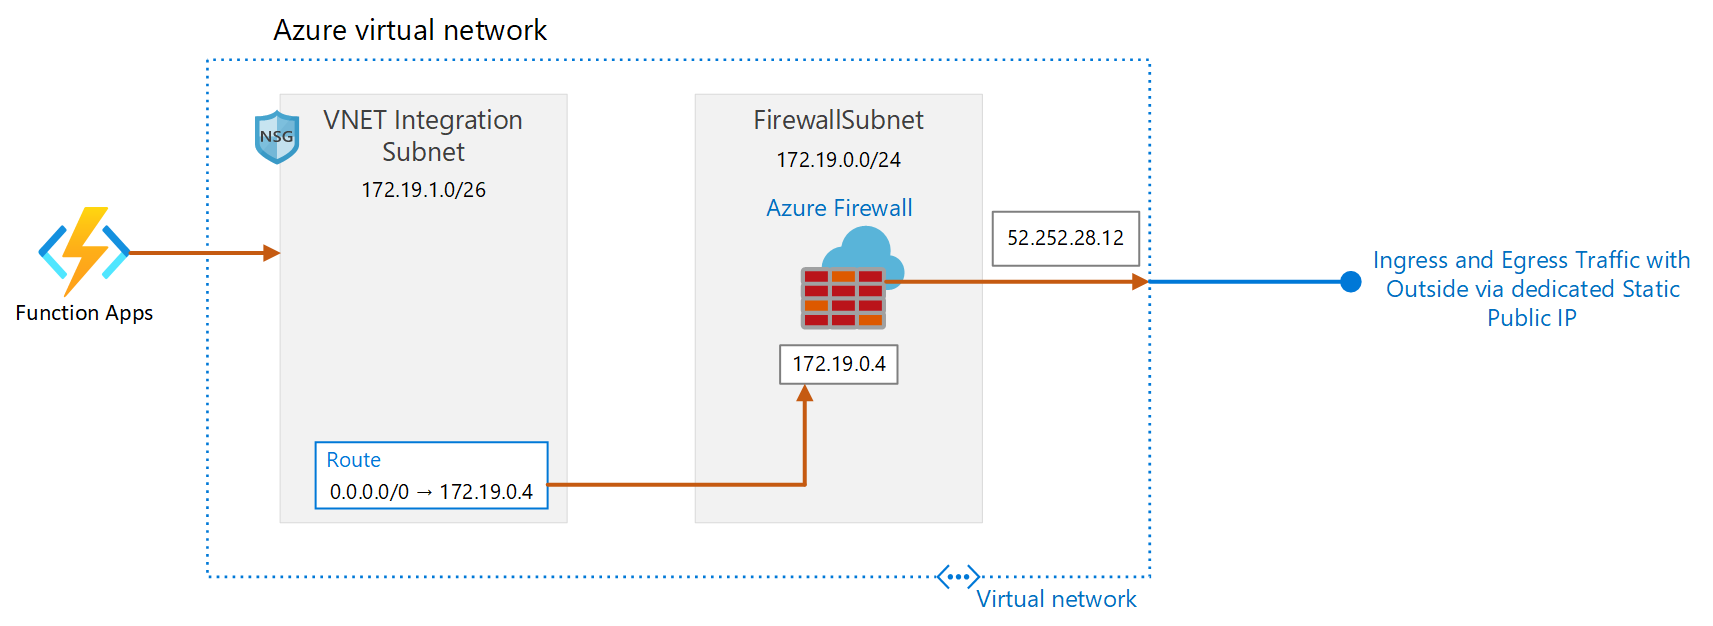 Azure virtual network
NSG
VNET Integration
Subnet
172.19.1.0/26
FirewallSubnet
172.19.0.0/24
Azure Firewall
52.252.28.12
Ingress and Egress Traffic with
Outside via dedicated Static
Public IP
Function Apps
172.19.0.4
Route
0.0.0.0/0 → 172.19.0.4
Virtual network